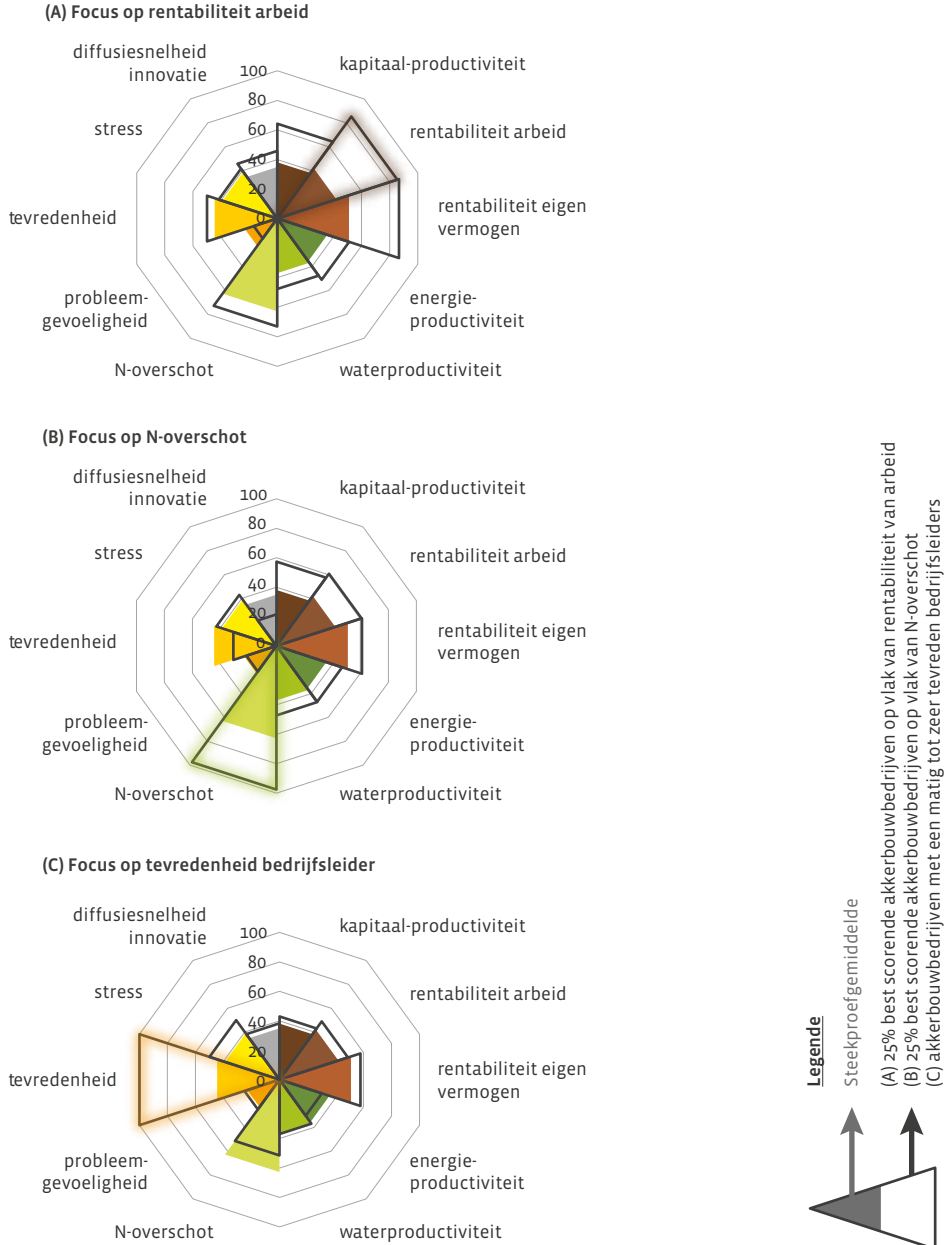 (A) Focus op rentabiliteit arbeid
diffusiesnelheid
innovatie
kapitaal-productiviteit
stress
rentabiliteit arbeid
tevredenheid
rentabiliteit eigen
vermogen
probleem-
gevoeligheid
energie-
productiviteit
N-overschot
waterproductiviteit
100
80
60
40
20
0
(B) Focus op N-overschot
diffusiesnelheid
innovatie
kapitaal-productiviteit
stress
rentabiliteit arbeid
tevredenheid
rentabiliteit eigen
vermogen
probleem-
gevoeligheid
energie-
productiviteit
N-overschot
waterproductiviteit
100
80
60
40
20
0
(C) Focus op tevredenheid bedrijfsleider
diffusiesnelheid
innovatie
kapitaal-productiviteit
stress
rentabiliteit arbeid
tevredenheid
rentabiliteit eigen
vermogen
probleem-
gevoeligheid
energie-
productiviteit
N-overschot
waterproductiviteit
100
80
60
40
20
0
Legende
Steekproefgemiddelde
(A) 25% best scorende akkerbouwbedrijven op vlak van rentabiliteit van arbeid
(B) 25% best scorende akkerbouwbedrijven op vlak van N-overschot
(C) akkerbouwbedrijven met een matig tot zeer tevreden bedrijfsleiders